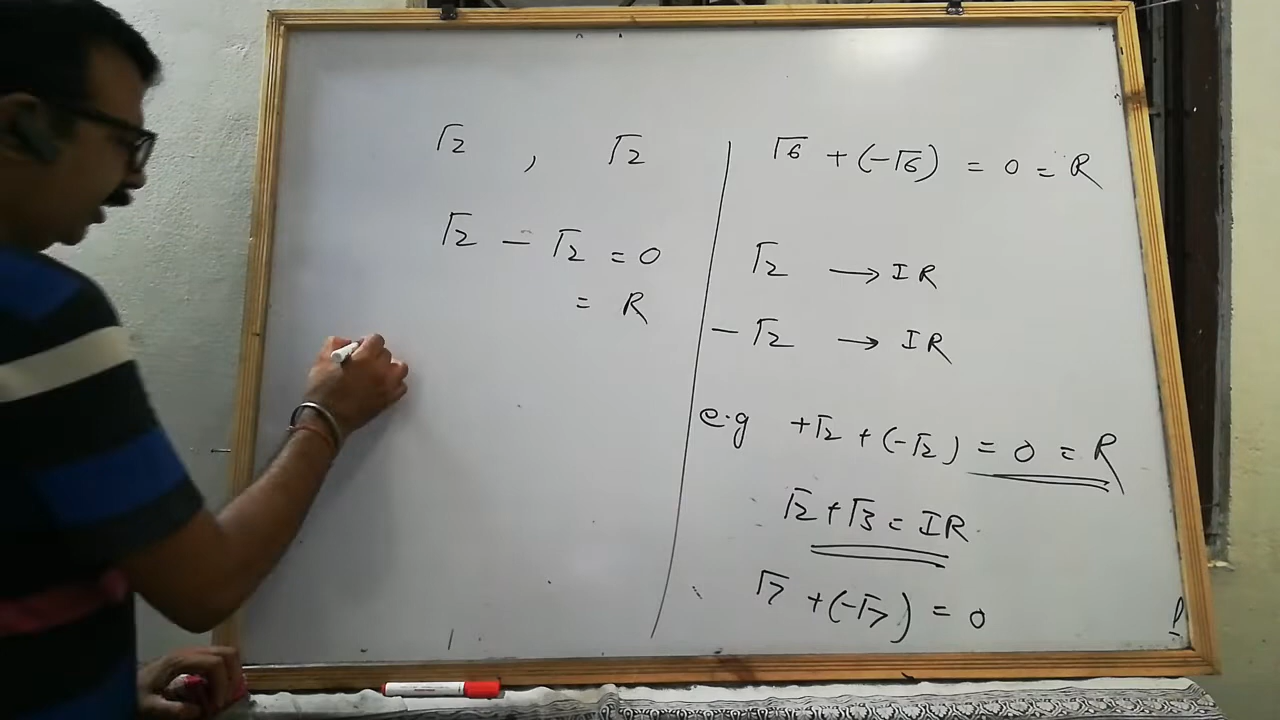 √2 , √2
√2 − √2 = 0
= R
√6 + (−√6) = 0 = R
√2 → IR
− √2 → IR
e.g +√2 + (−√2) = 0 = R
√2 + √3 = IR
√7 + (−√7) = 0